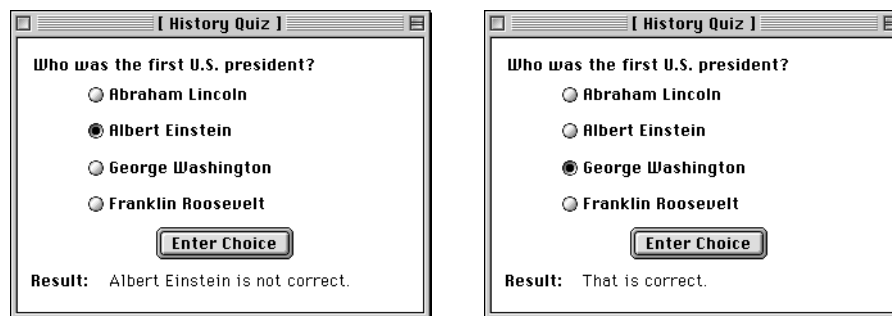 [ History Quiz ]
Who was the first U.S. president?
Abraham Lincoln
Albert Einstein
George Washington
Franklin Roosevelt
Enter Choice
Result: Albert Einstein is not correct.
[ History Quiz ]
Who was the first U.S. president?
Abraham Lincoln
Albert Einstein
George Washington
Franklin Roosevelt
Enter Choice
Result: That is correct.